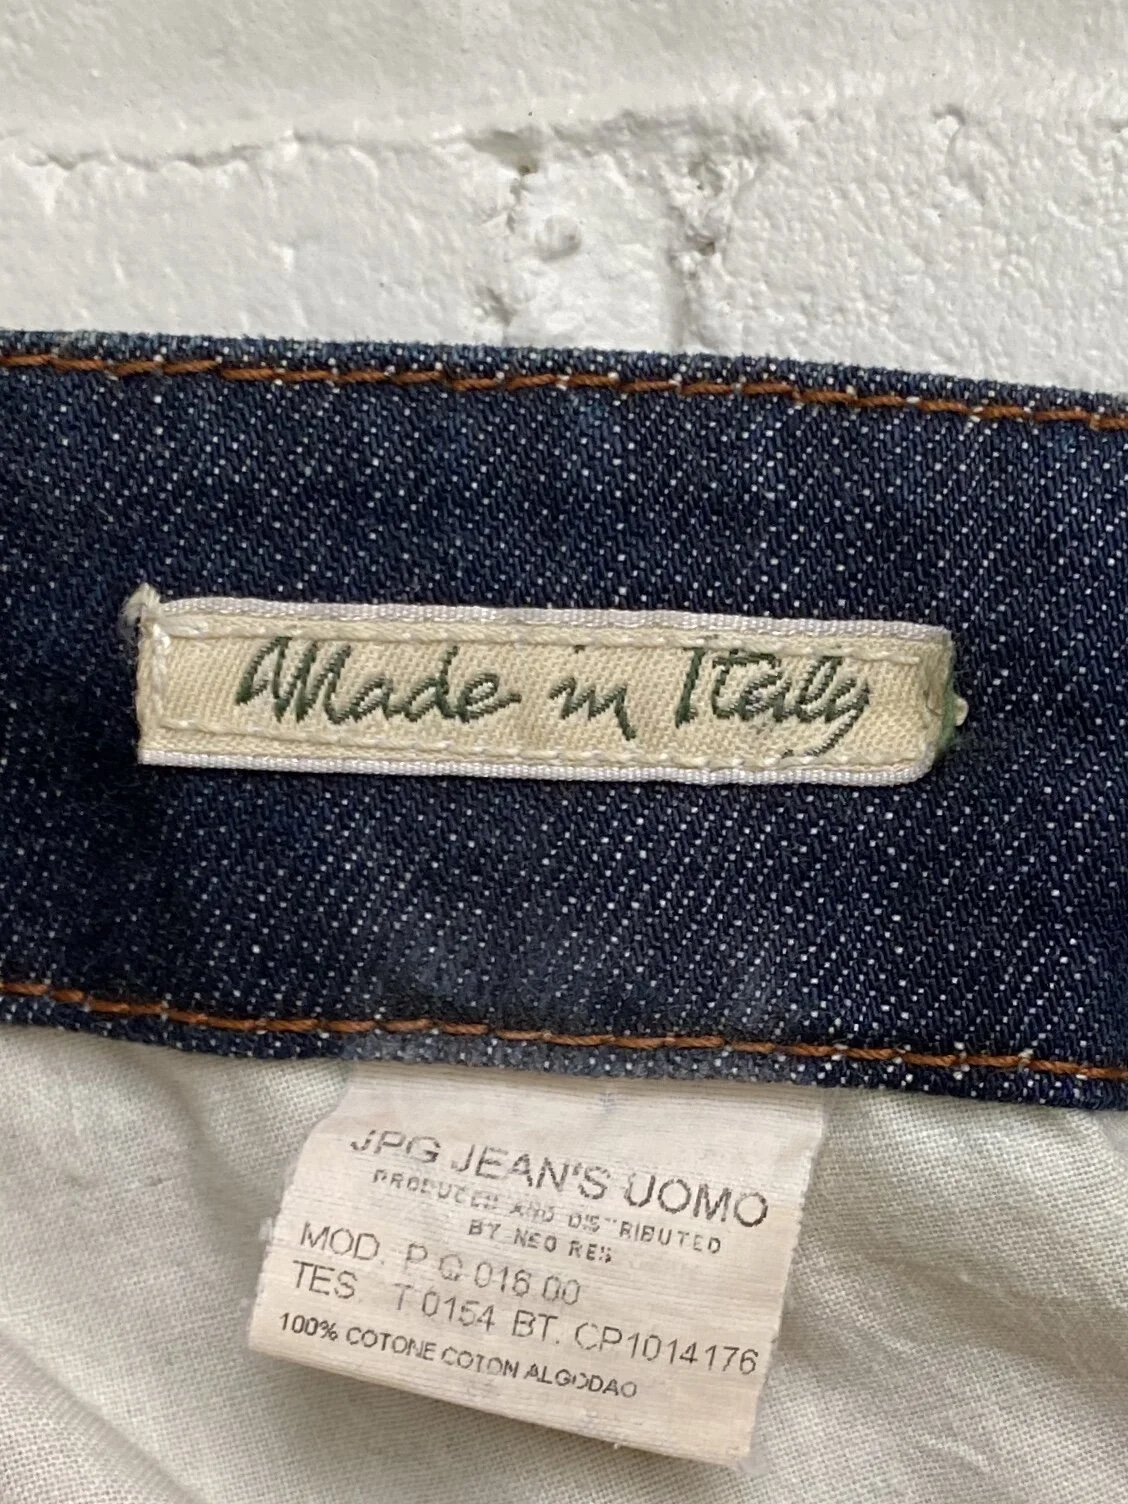 Made in Italy
JPG JEAN'S UOMO
PRODUCED AND DISTRIBUTED
BY NEO RES
MOD. P Q 016 00
TES. T 0154 BT. CP1014176
100% COTONE COTON ALGODAO